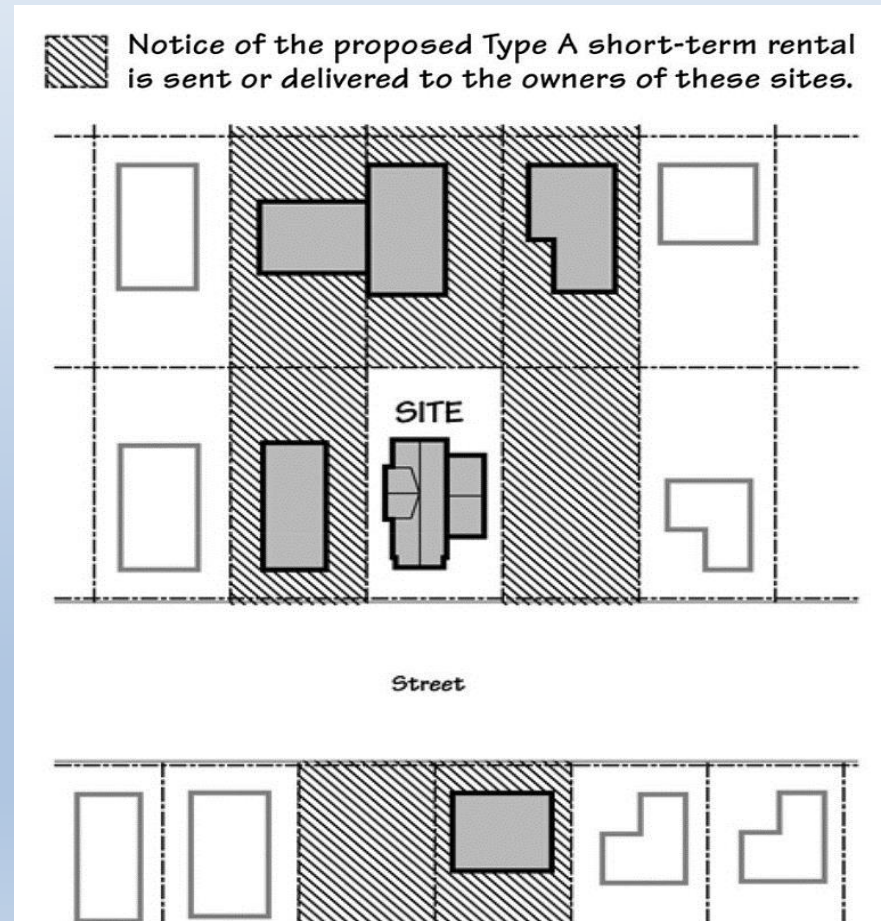 Notice of the proposed Type A short-term rental
is sent or delivered to the owners of these sites.
SITE
Street